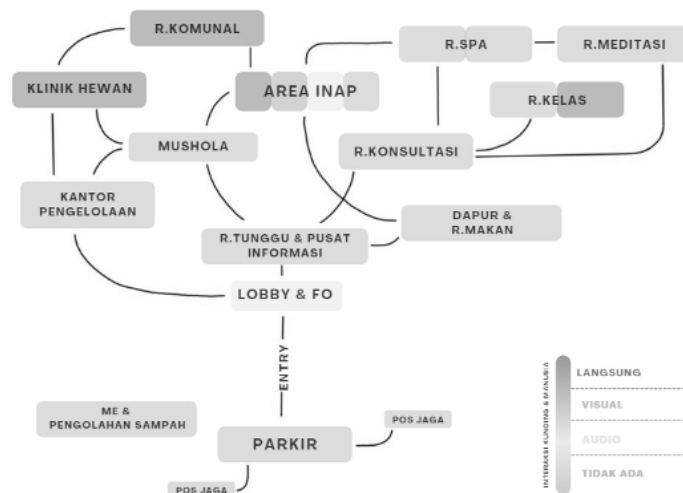 R.KOMUNAL
R.SPA
R.MEDITASI
KLINIK HEWAN
AREA INAP
R.KELAS
MUSHOLA
R.KONSULTASI
KANTOR
PENGELOLAAN
DAPUR &
R.MAKAN
R.TUNGGU & PUSAT
INFORMASI
LOBBY & FO
ENTRY
ME &
PENGOLAHAN SAMPAH
PARKIR
POS JAGA
POS JAGA
INTERAKSI KUNCING & MANUSIA
LANGSUNG
VISUAL
AUDIO
TIDAK ADA